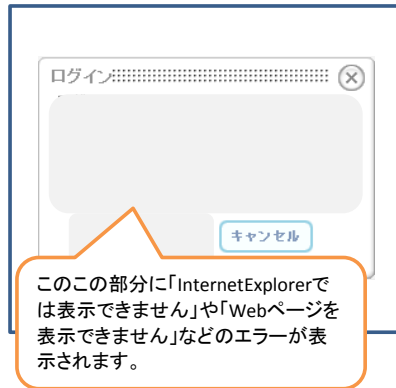 ログイン
キャンセル
このこの部分に「InternetExplorerで
は表示できません」や「Webページを
表示できません」などのエラーが表
示されます。